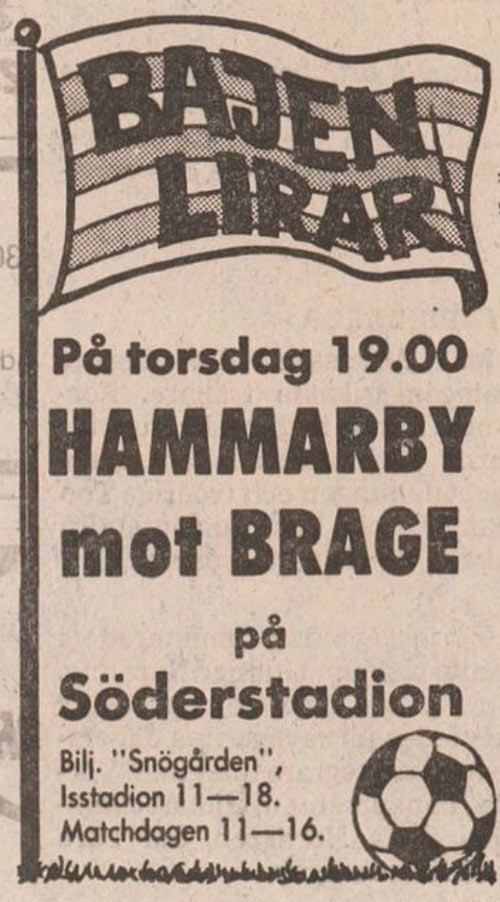 BAJEN
LIRAR
På torsdag 19.00
HAMMARBY
mot BRAGE
på
Söderstadion
Bilj. "Snögården",
Isstadion 11—18.
Matchdagen 11—16.